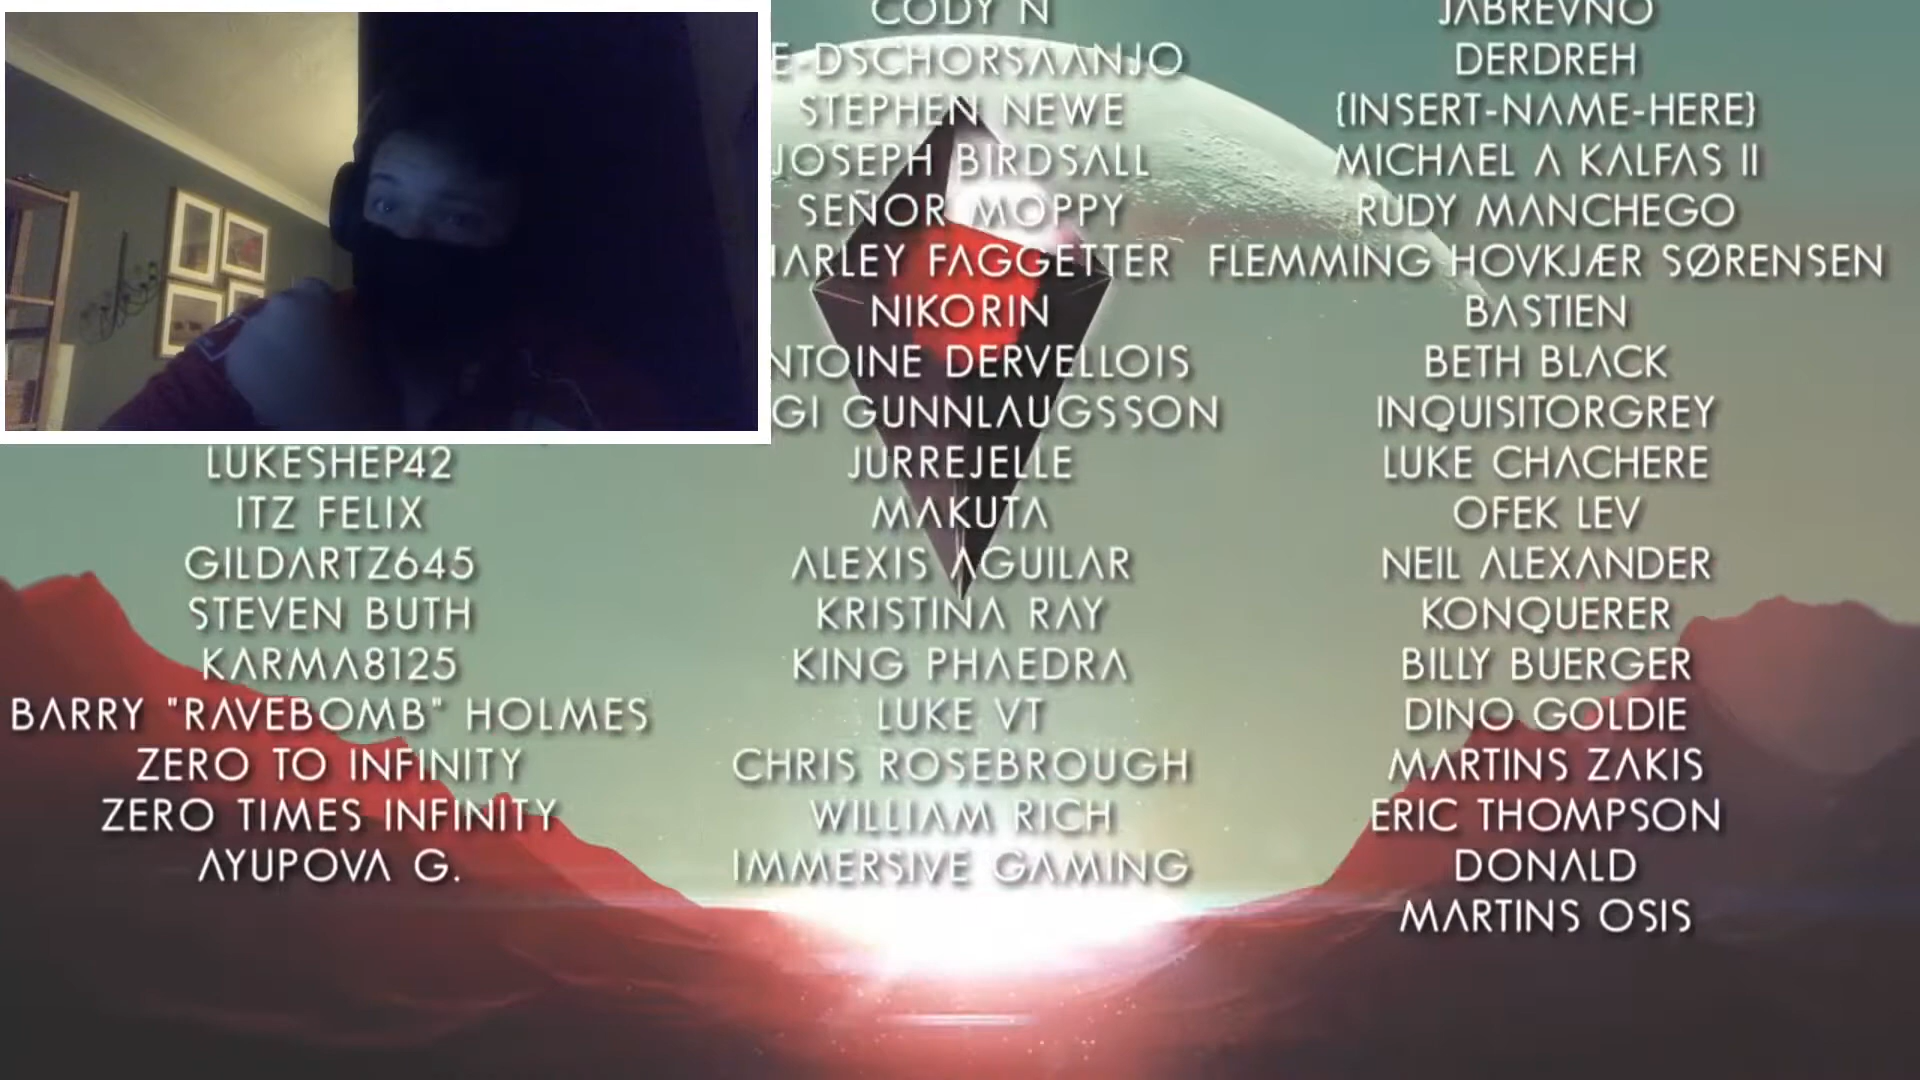 LUKESHEP42
ITZ FELIX
GILDARTZ645
STEVEN BUTH
KARMA8125
BARRY "RAVEBOMB" HOLMES
ZERO TO INFINITY
ZERO TIMES INFINITY
AYUPOVA G.
CODY N
STEPHEN NEWE
JOSEPH BIRDSALL
SEÑOR MOPPY
FAGGETTER
NIKORIN
DERVELLOIS
GUNNLAUGSSON
JURREJELLE
MAKUTA
ALEXIS AGUILAR
KRISTINA RAY
KING PHAEDRA
LUKE VT
CHRIS ROSEBROUGH
WILLIAM RICH
IMMERSIVE GAMING
JABREVNO
DERDREH
{INSERT-NAME-HERE}
MICHAEL A KALFAS II
RUDY MANCHEGO
FLEMMING HOVKJÆR SØRENSEN
BASTIEN
BETH BLACK
INQUISITORGREY
LUKE CHACHERE
OFEK LEV
NEIL ALEXANDER
KONQUERER
BILLY BUERGER
DINO GOLDIE
MARTINS ZAKIS
ERIC THOMPSON
DONALD
MARTINS OSIS